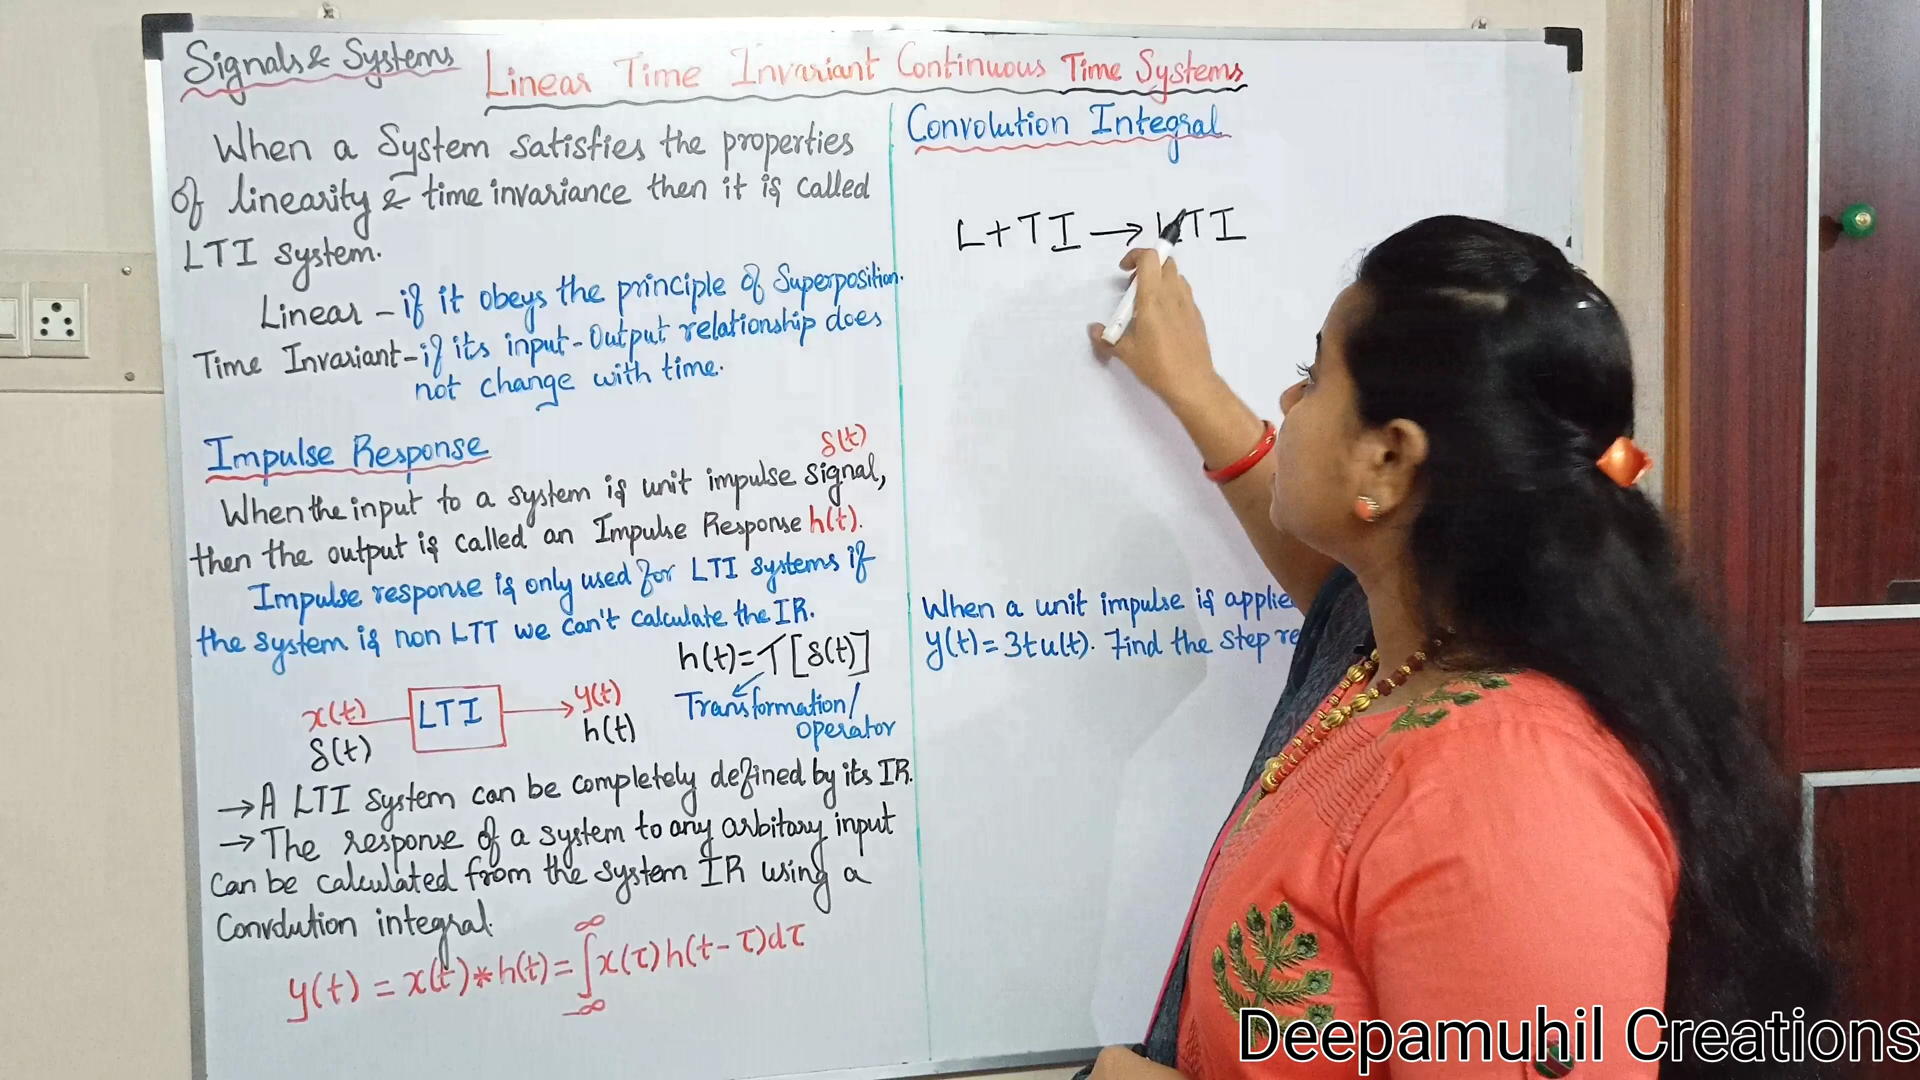 Signals & Systems
Linear Time Invariant Continuous Time Systems
When a System satisfies the properties
of linearity & time invariance then it is called
LTI system.
Linear - if it obeys the principle of Superposition.
Time Invariant - if its input - Output relationship does
not change with time.
Impulse Response
δ(t)
When the input to a system is unit impulse signal,
then the output is called an Impulse Response h(t).
Impulse response is only used for LTI systems if
the system is non LTT we can't calculate the IR.
h(t) = T[δ(t)]
Transformation/
operator
x(t) LTI y(t)
δ(t) h(t)
→ A LTI system can be completely defined by its IR.
→ The response of a system to any arbitary input
can be calculated from the system IR using a
Convolution integral.
y(t) = x(t) * h(t) = ∫_{-∞}^{∞} x(τ) h(t-τ) dτ
Convolution Integral
L + TI → LTI
When a unit impulse is
y(t) = 3t u(t). Find the step
Deepamuhil Creations